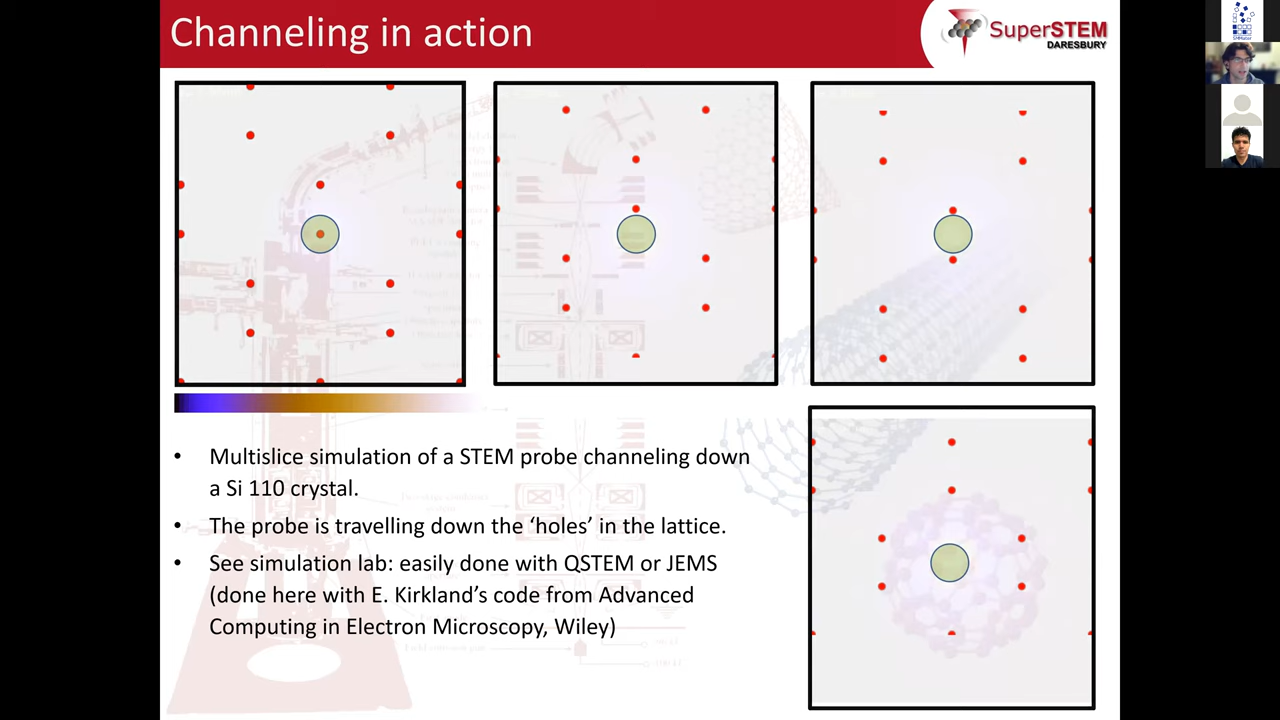 Channeling in action
SuperSTEM
DARESBURY
• Multislice simulation of a STEM probe channeling down
a Si 110 crystal.
• The probe is travelling down the ‘holes’ in the lattice.
• See simulation lab: easily done with QSTEM or JEMS
(done here with E. Kirkland’s code from Advanced
Computing in Electron Microscopy, Wiley)